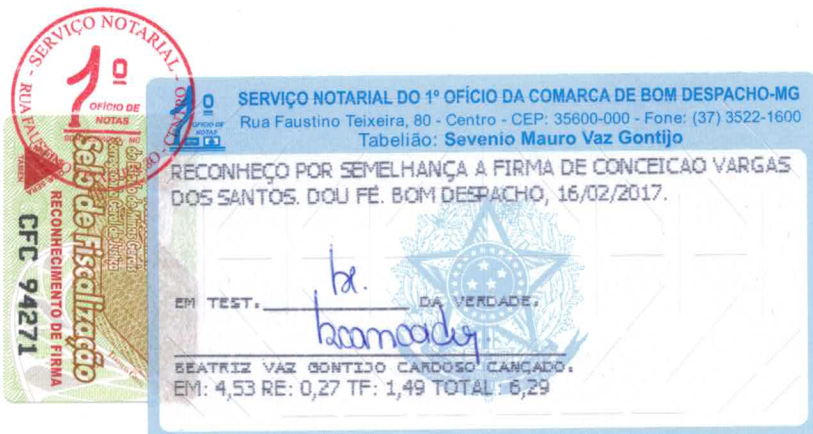 SERVIÇO NOTARIAL
1º
OFÍCIO DE
NOTAS
CENTRO
Selo de Fiscalização
RECONHECIMENTO DE FIRMA
CFC 94271
SERVIÇO NOTARIAL DO 1º OFÍCIO DA COMARCA DE BOM DESPACHO-MG
Rua Faustino Teixeira, 80 - Centro - CEP: 35600-000 - Fone: (37) 3522-1600
Tabelião: Sevenio Mauro Vaz Gontijo
RECONHEÇO POR SEMELHANÇA A FIRMA DE CONCEICAO VARGAS
DOS SANTOS. DOU FÉ. BOM DESPACHO, 16/02/2017.
EM TEST. DA VERDADE.
BEATRIZ VAZ GONTIJO CARDOSO CANÇADO.
EM: 4,53 RE: 0,27 TF: 1,49 TOTAL: 6,29